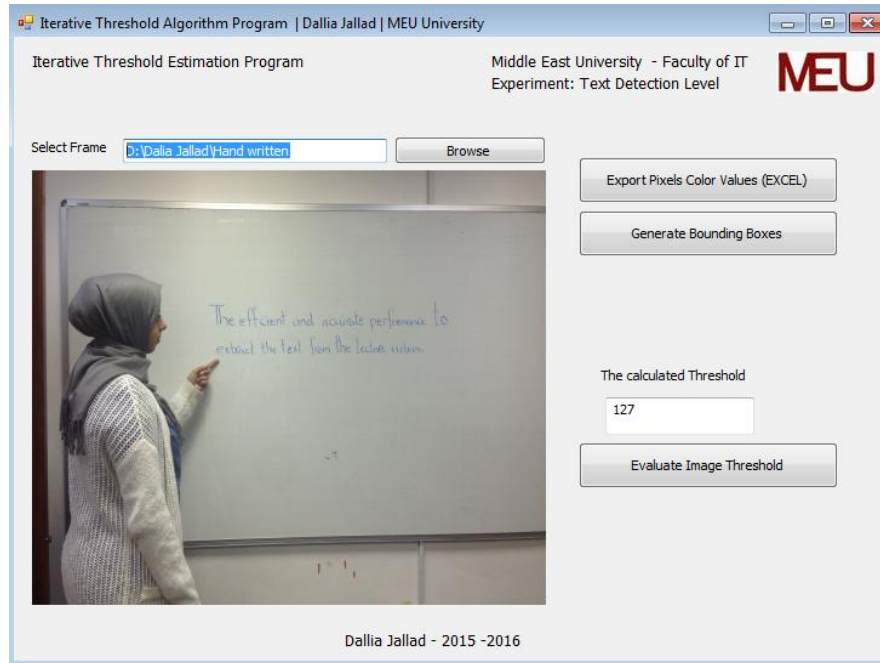 Iterative Threshold Algorithm Program | Dallia Jallad | MEU University
Iterative Threshold Estimation Program
Middle East University - Faculty of IT
Experiment: Text Detection Level
MEU
Select Frame
D:\Dalia Jallad\Hand written
Browse
Export Pixels Color Values (EXCEL)
Generate Bounding Boxes
The efficient and accurate performance to
extract the text from the lecture videos.
The calculated Threshold
127
Evaluate Image Threshold
Dallia Jallad - 2015 -2016